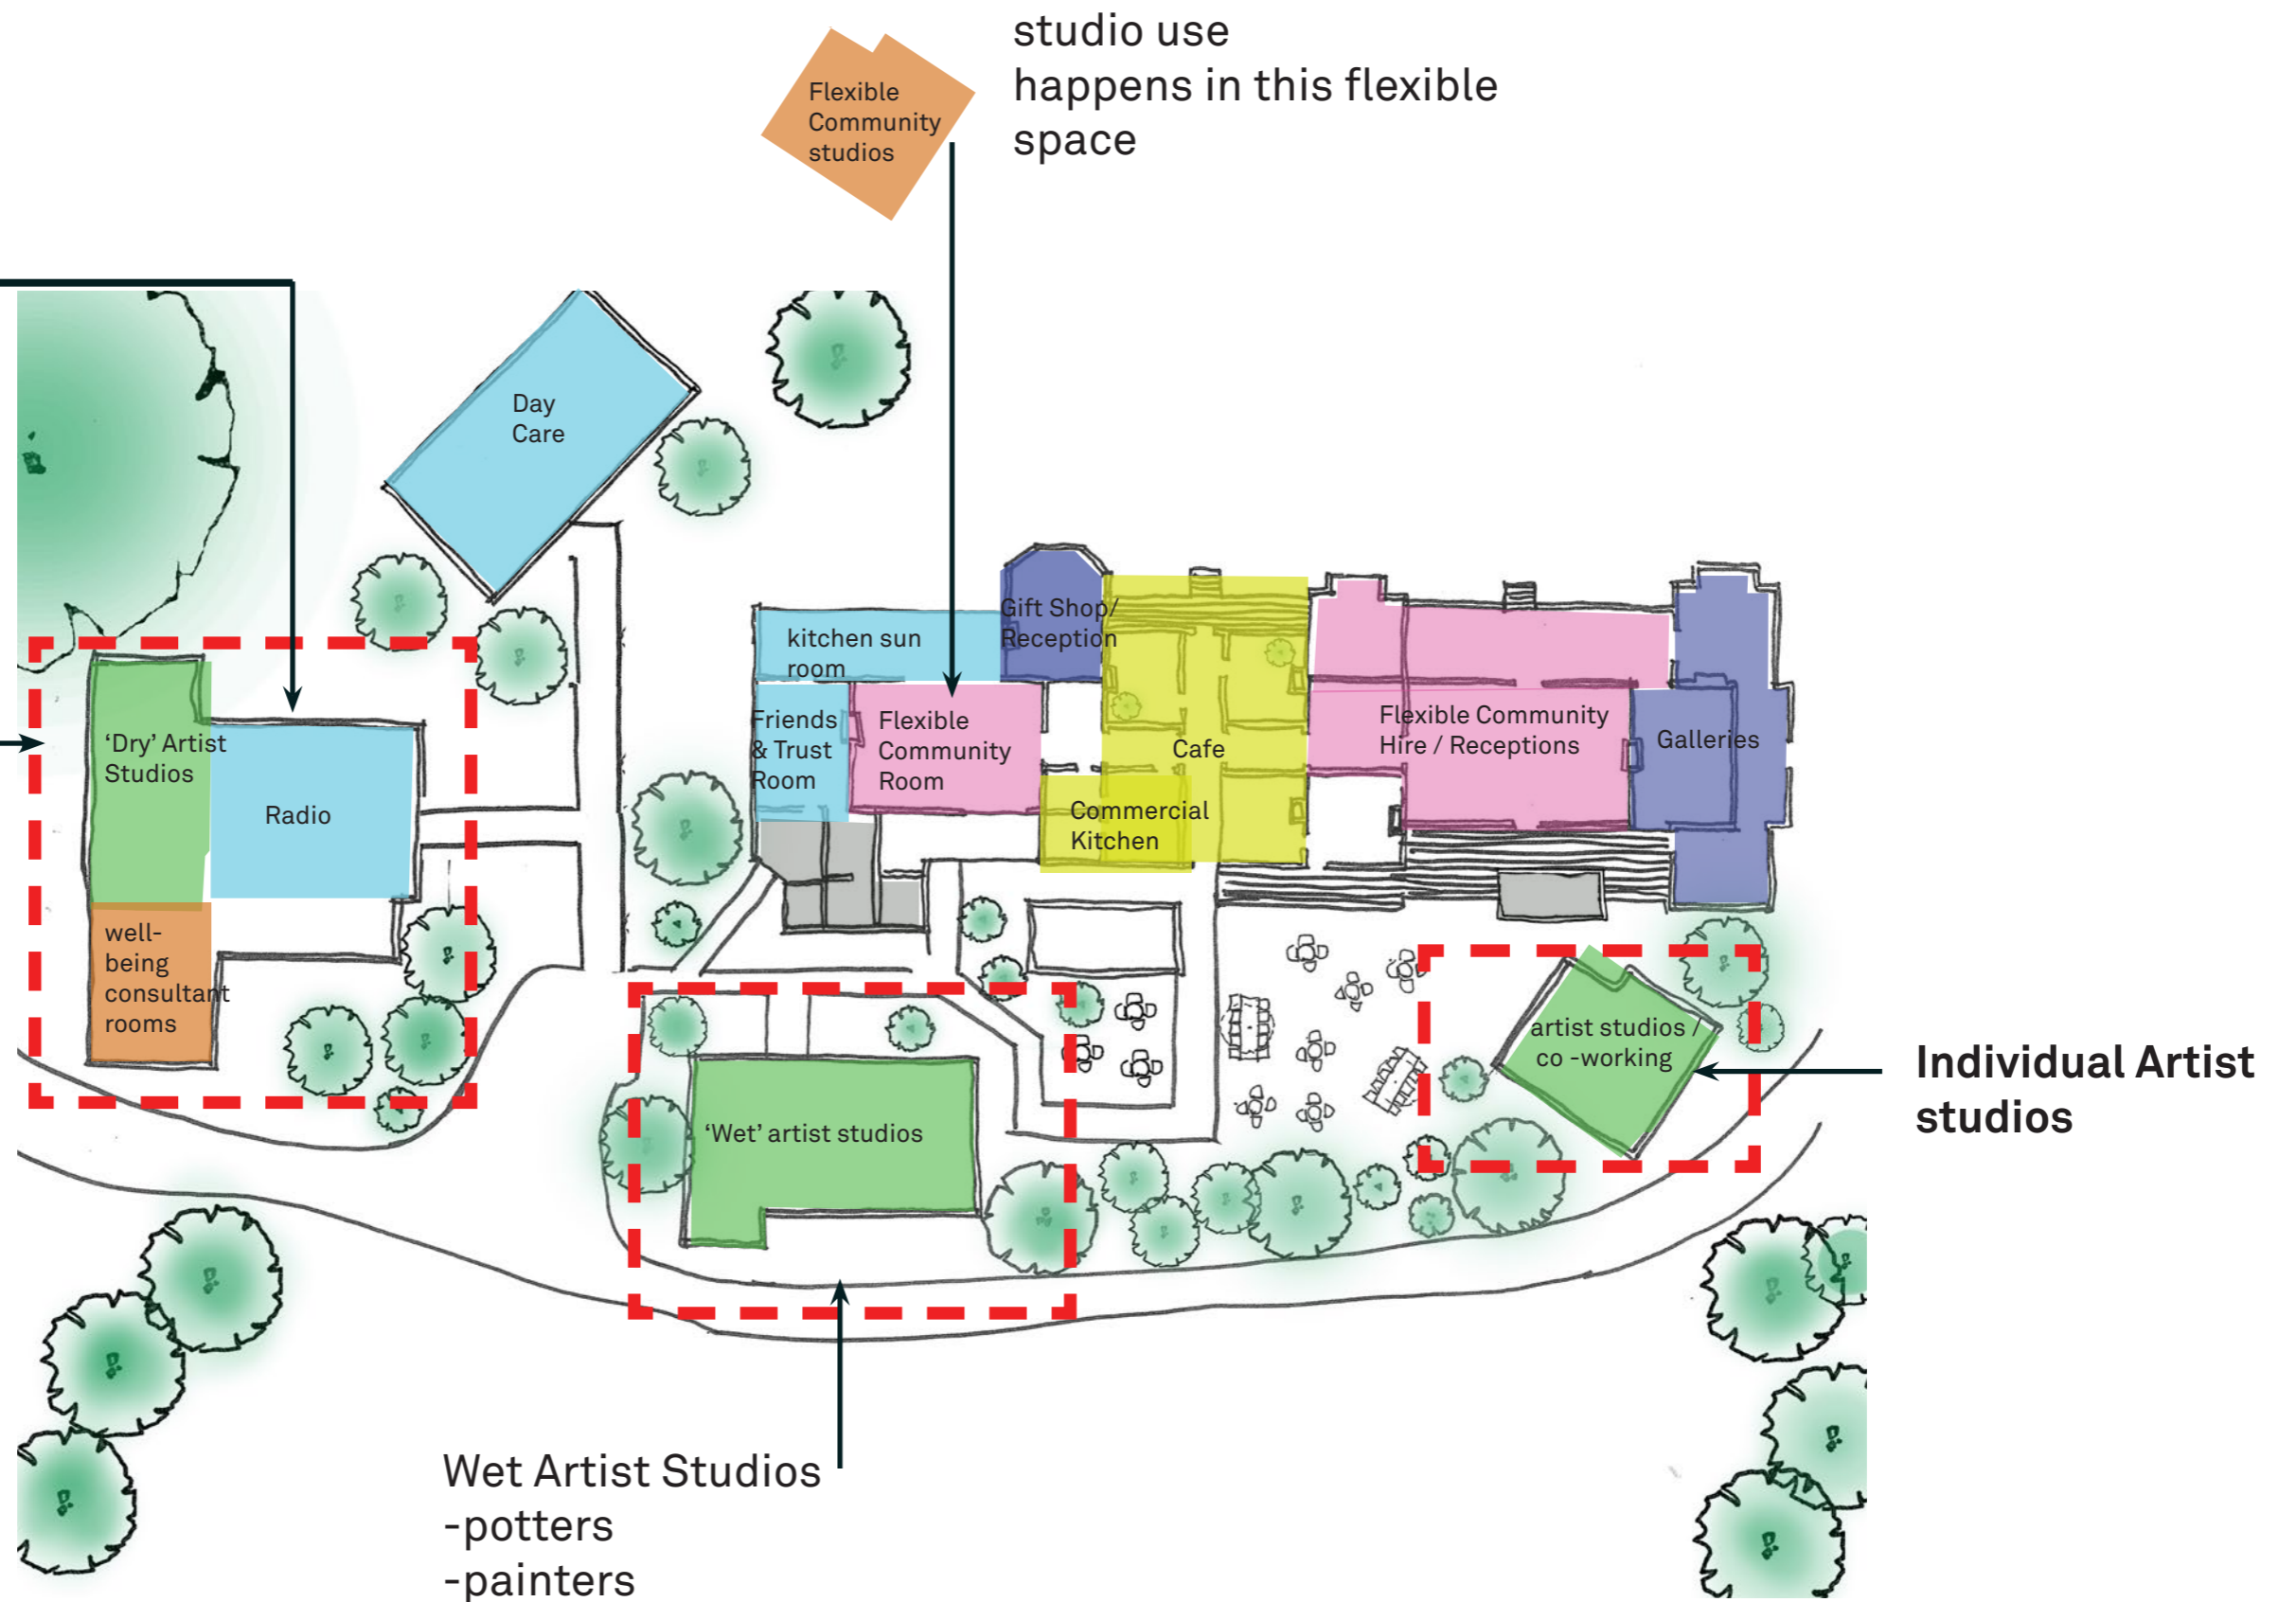 studio use
happens in this flexible
space
Flexible
Community
studios
Day
Care
Gift Shop/
Reception
kitchen sun
room
Friends
& Trust
Room
Flexible
Community
Room
Cafe
Commercial
Kitchen
Flexible Community
Hire / Receptions
Galleries
‘Dry’ Artist
Studios
Radio
well-
being
consultant
rooms
‘Wet’ artist studios
artist studios /
co -working
Individual Artist
studios
Wet Artist Studios
-potters
-painters